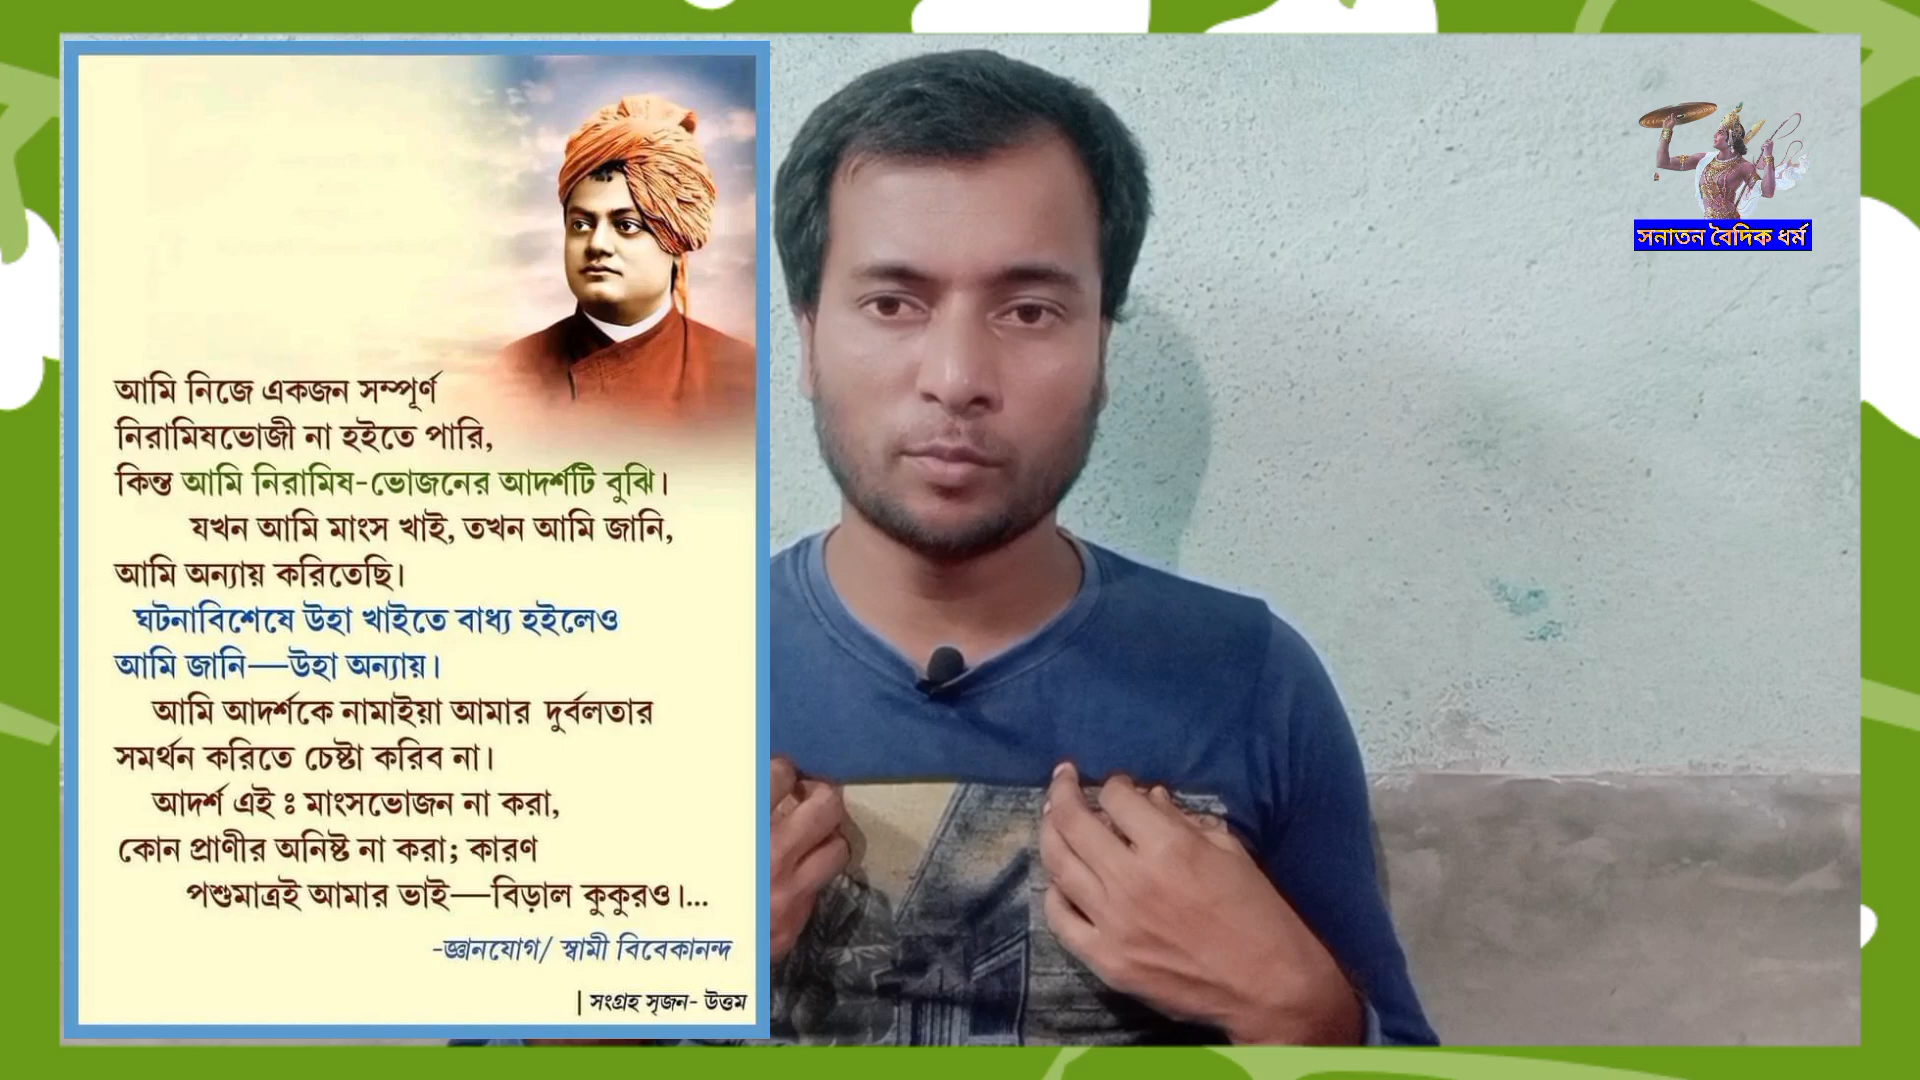 আমি নিজে একজন সম্পূর্ণ
নিরামিষভোজী না হইতে পারি,
কিন্তু আমি নিরামিষ-ভোজনের আদর্শটি বুঝি।
যখন আমি মাংস খাই, তখন আমি জানি,
আমি অন্যায় করিতেছি।
ঘটনাবিশেষে উহা খাইতে বাধ্য হইলেও
আমি জানি—উহা অন্যায়।
আমি আদর্শকে নামাইয়া আমার দুর্বলতার
সমর্থন করিতে চেষ্টা করিব না।
আদর্শ এই ঃ মাংসভোজন না করা,
কোন প্রাণীর অনিষ্ট না করা; কারণ
পশুমাত্রই আমার ভাই—বিড়াল কুকুরও।...
-জ্ঞানযোগ/ স্বামী বিবেকানন্দ
| সংগ্রহ সৃজন- উত্তম
সনাতন বৈদিক ধর্ম